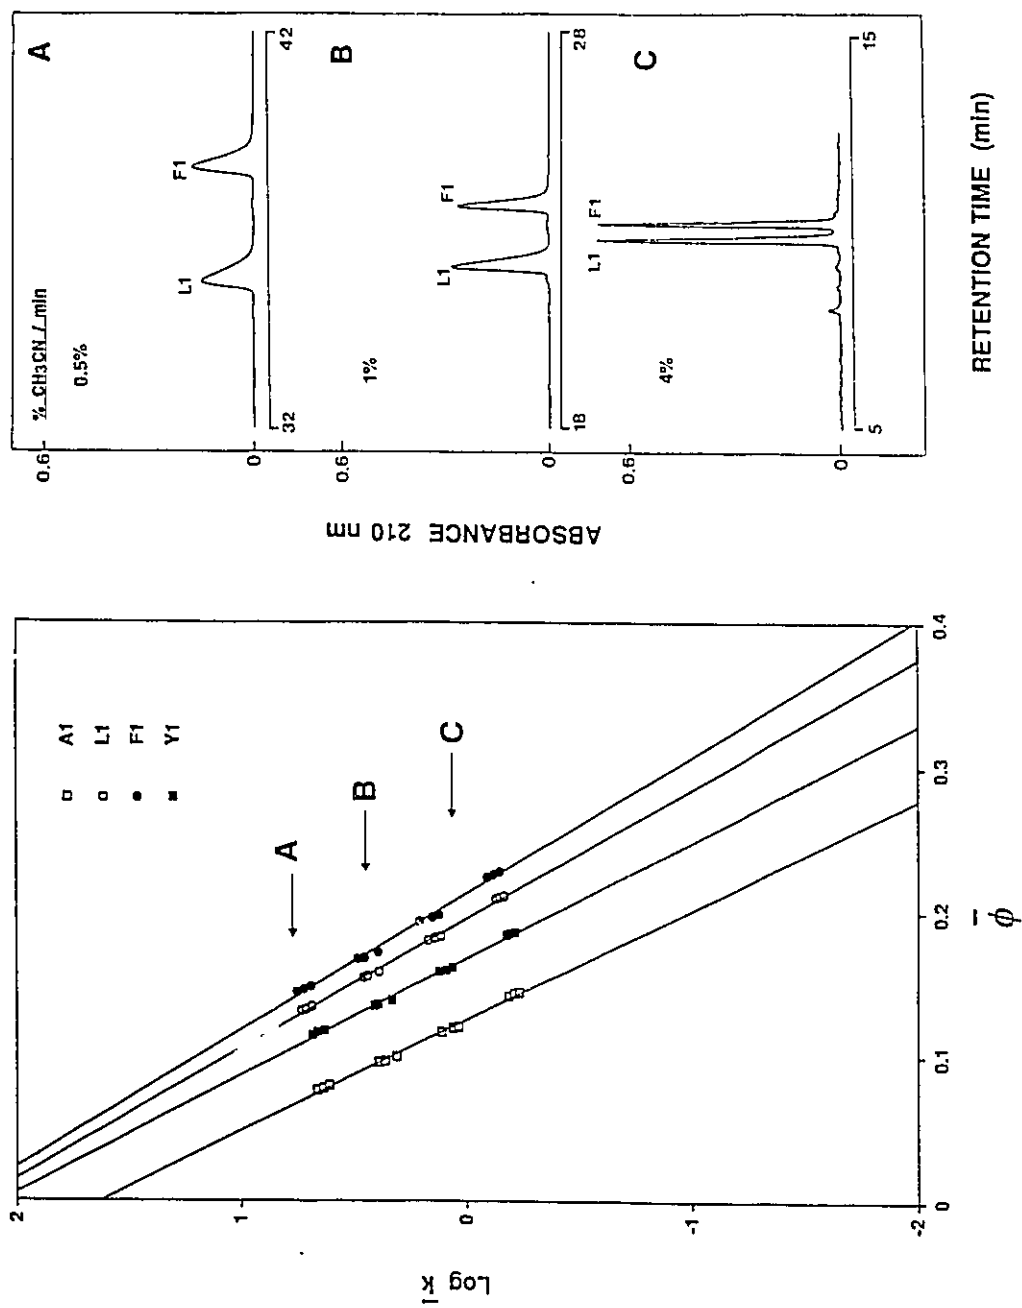 Log k̄
2
1
0
-1
-2
0
0.1
0.2
0.3
0.4
ϕ̄
A1
L1
F1
Y1
A
B
C
ABSORBANCE 210 nm
% CH3CN / min
0.5%
A
L1
F1
0.6
0
32
42
1%
B
L1
F1
0.6
0
18
28
4%
C
L1
F1
0.6
0
5
15
RETENTION TIME (min)